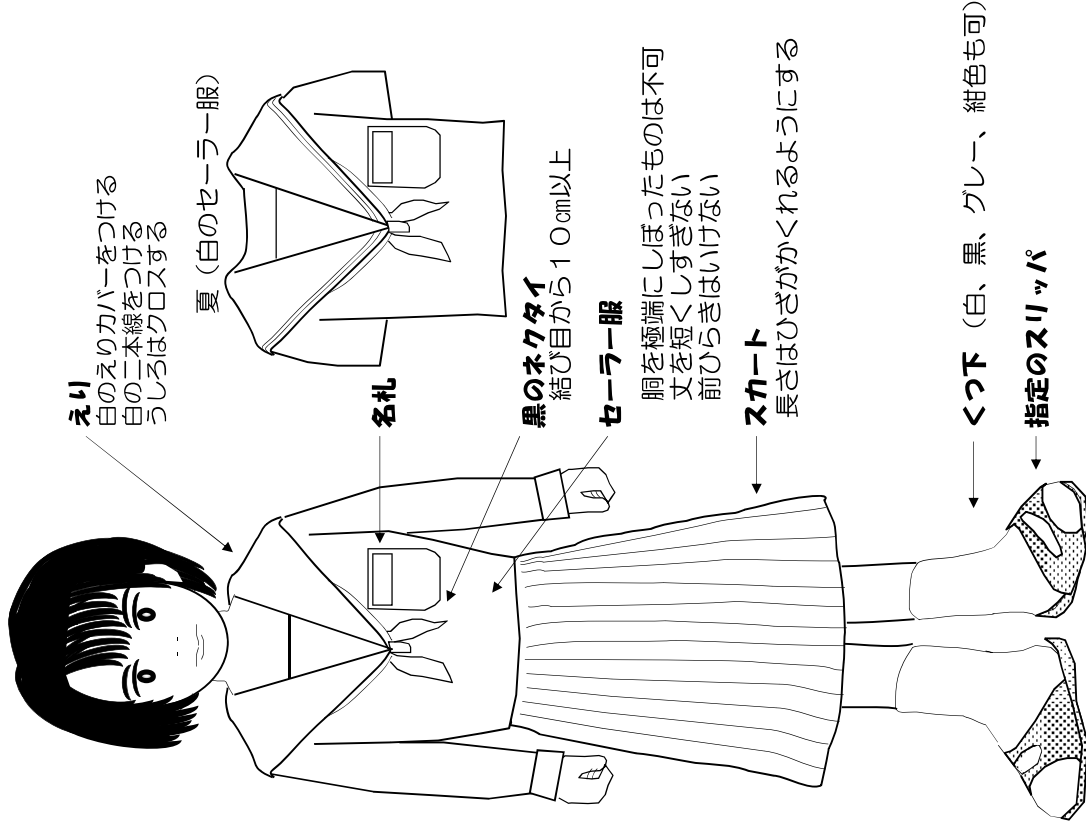 えり
白のえりカバーをつける
白の二本線をつける
うしろはクロスする
夏（白のセーラー服）
名札
黒のネクタイ
結び目から１０cm以上
セーラー服
胴を極端にしぼったものは不可
丈を短くしすぎない
前ひらきはいけない
スカート
長さはひざがかくれるようにする
くつ下（白、黒、グレー、紺色も可）
指定のスリッパ